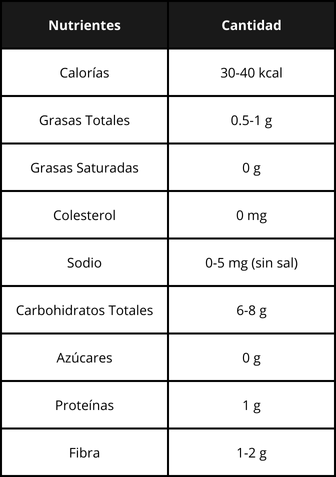 Nutrientes Cantidad
Calorías 30-40 kcal
Grasas Totales 0.5-1 g
Grasas Saturadas 0 g
Colesterol 0 mg
Sodio 0-5 mg (sin sal)
Carbohidratos Totales 6-8 g
Azúcares 0 g
Proteínas 1 g
Fibra 1-2 g